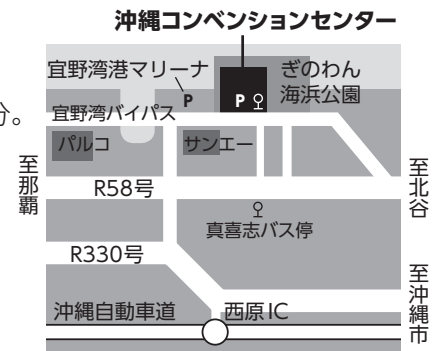 沖縄コンベンションセンター
宜野湾港マリーナ
ぎのわん
海浜公園
P
P
分。
宜野湾バイパス
パルコ
サンエー
至那覇
至北谷
R58号
真喜志バス停
R330号
至沖縄市
沖縄自動車道
西原IC